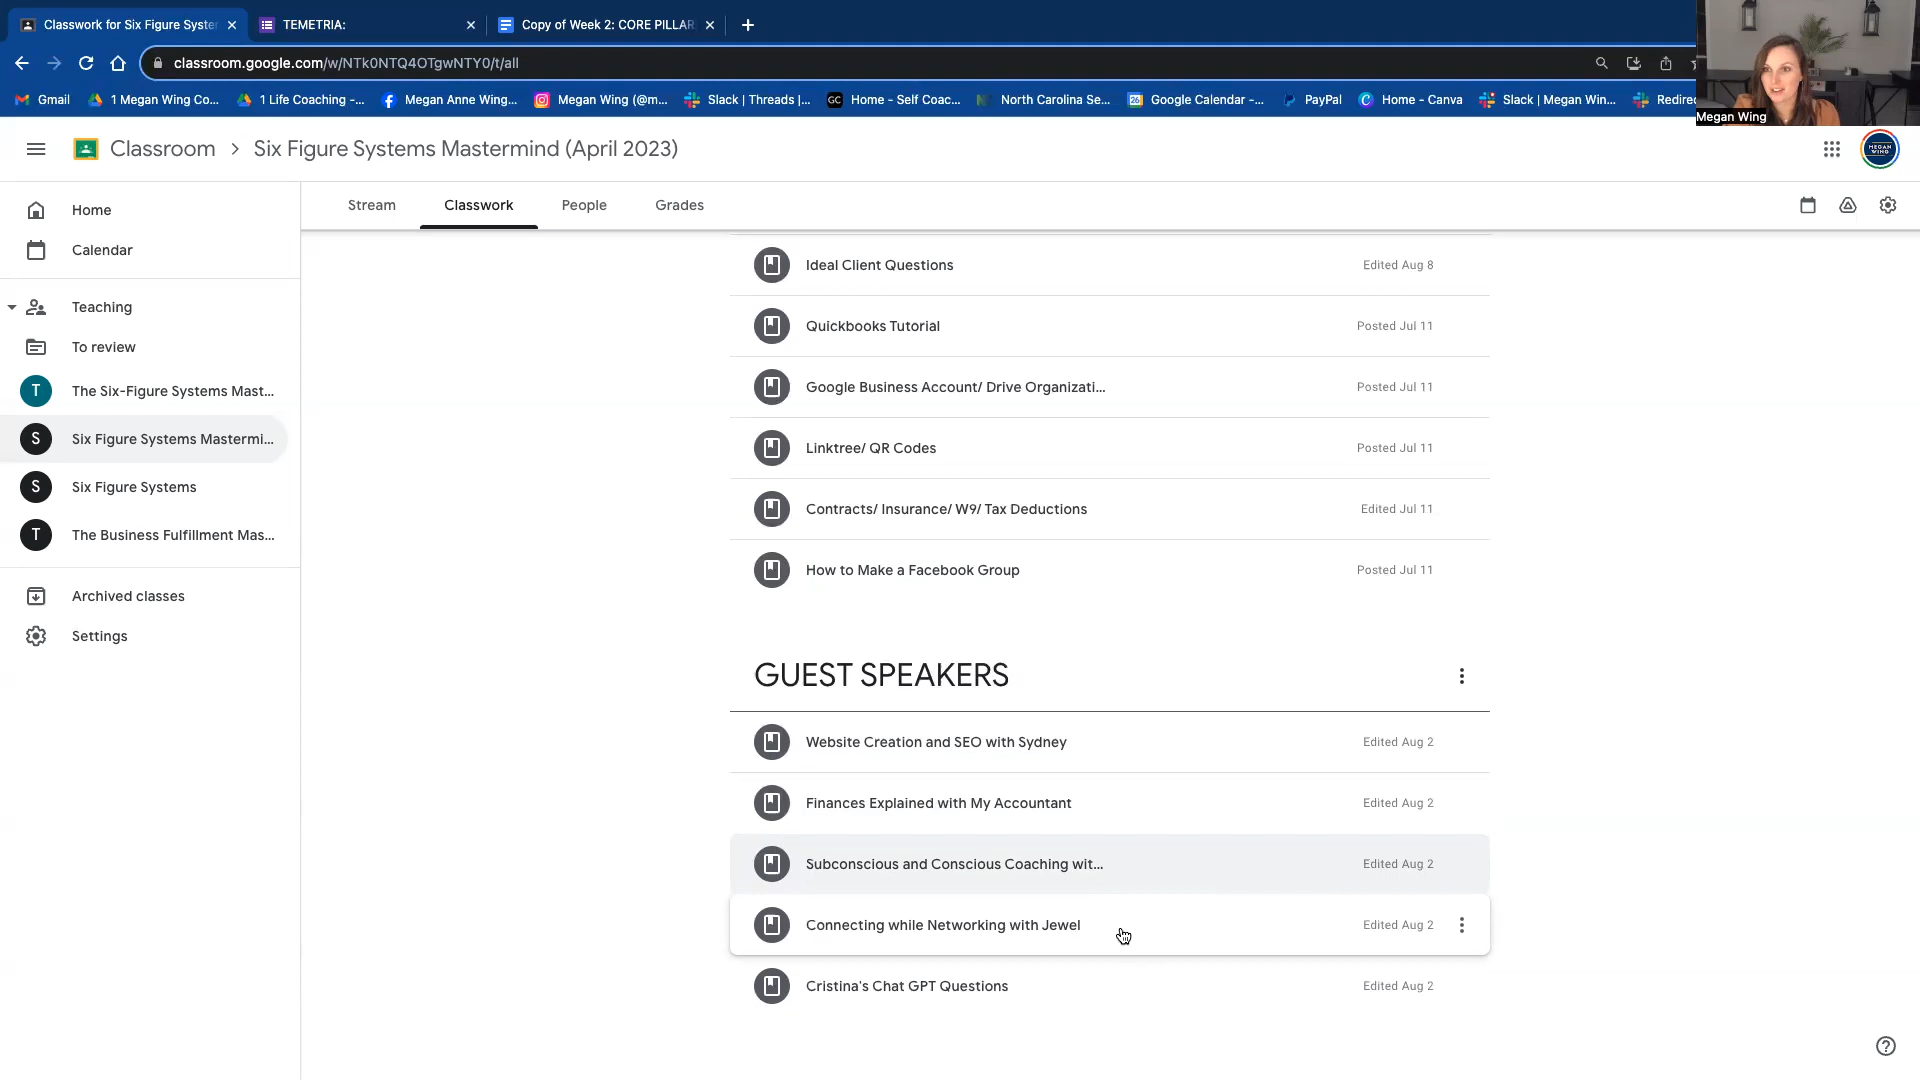 Classwork for Six Figure Syste
TEMETRIA:
Copy of Week 2: CORE PILLAR
classroom.google.com/w/NTk0NTQ4OTgwNTY0/t/all
Gmail
1 Megan Wing Co...
1 Life Coaching -...
Megan Anne Wing...
Megan Wing (@m...
Slack | Threads |...
GC
Home - Self Coac...
North Carolina Se...
26
Google Calendar -...
PayPal
Home - Canva
Slack | Megan Win...
Redirec
Megan Wing
Classroom > Six Figure Systems Mastermind (April 2023)
MEGAN
WING
Home
Calendar
Teaching
To review
T
The Six-Figure Systems Mast...
S
Six Figure Systems Mastermi...
S
Six Figure Systems
T
The Business Fulfillment Mas...
Archived classes
Settings
Stream
Classwork
People
Grades
Ideal Client Questions
Edited Aug 8
Quickbooks Tutorial
Posted Jul 11
Google Business Account/ Drive Organizati...
Posted Jul 11
Linktree/ QR Codes
Posted Jul 11
Contracts/ Insurance/ W9/ Tax Deductions
Edited Jul 11
How to Make a Facebook Group
Posted Jul 11
GUEST SPEAKERS
Website Creation and SEO with Sydney
Edited Aug 2
Finances Explained with My Accountant
Edited Aug 2
Subconscious and Conscious Coaching wit...
Edited Aug 2
Connecting while Networking with Jewel
Edited Aug 2
Cristina's Chat GPT Questions
Edited Aug 2